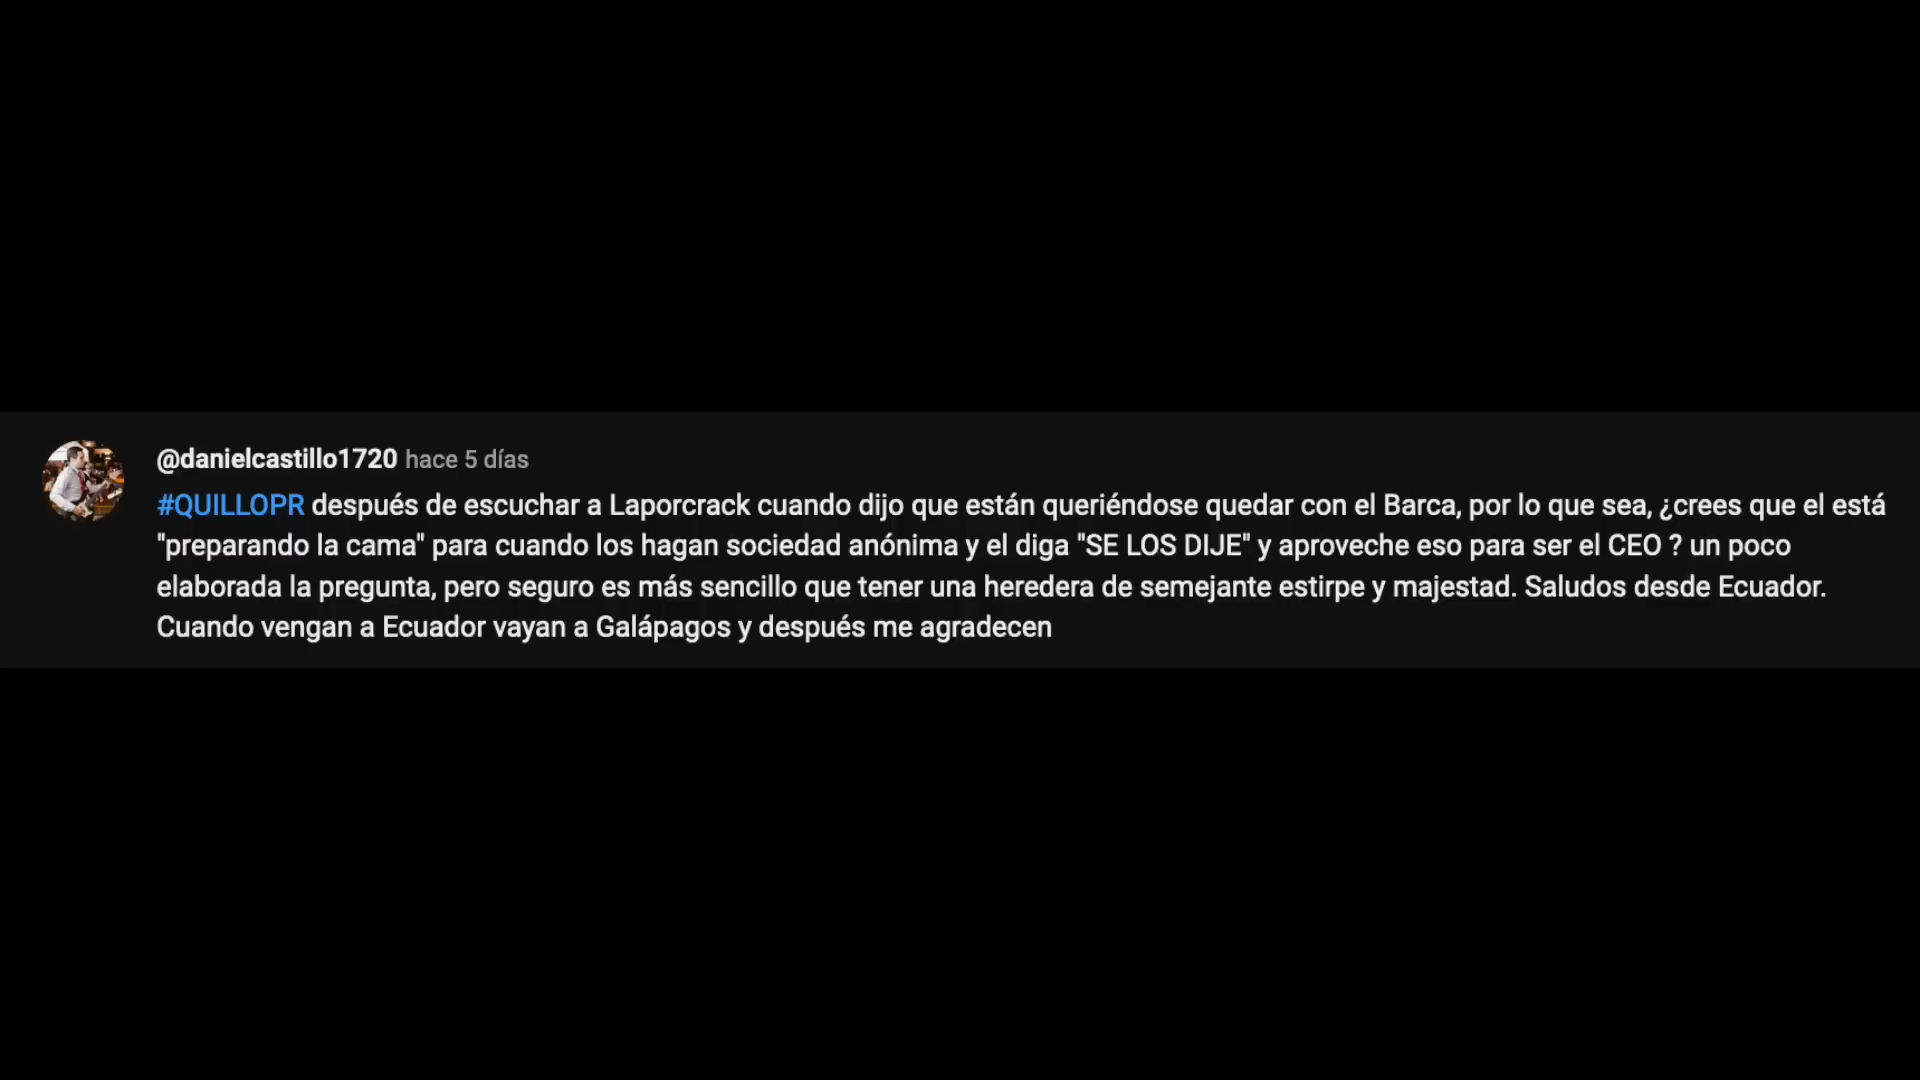 @danielcastillo1720 hace 5 días
#QUILLOPR después de escuchar a Laporcrack cuando dijo que están queriéndose quedar con el Barca, por lo que sea, ¿crees que el está
"preparando la cama" para cuando los hagan sociedad anónima y el diga "SE LOS DIJE" y aproveche eso para ser el CEO ? un poco
elaborada la pregunta, pero seguro es más sencillo que tener una heredera de semejante estirpe y majestad. Saludos desde Ecuador.
Cuando vengan a Ecuador vayan a Galápagos y después me agradecen